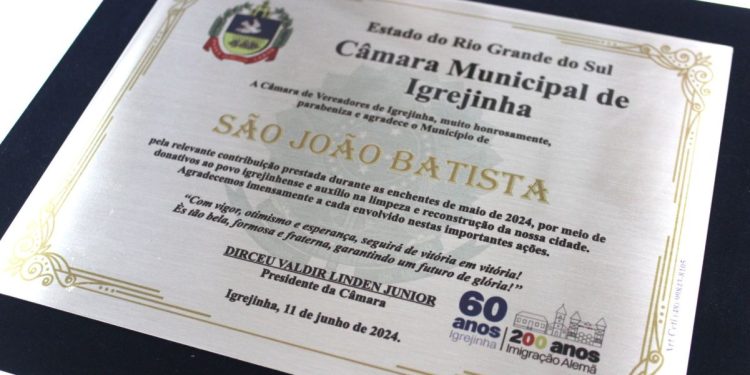 Estado do Rio Grande do Sul
Câmara Municipal de
Igrejinha
A Câmara de Vereadores de Igrejinha, muito honrosamente,
parabeniza e agradece o Município de
SÃO JOÃO BATISTA
pela relevante contribuição prestada durante as enchentes de maio de 2024, por meio de
donativos ao povo igrejinhense e auxílio na limpeza e reconstrução da nossa cidade.
Agradecemos imensamente a cada envolvido nestas importantes ações.
"Com vigor, otimismo e esperança, seguirá de vitória em vitória!
És tão bela, formosa e fraterna, garantindo um futuro de glória!"
DIRCEU VALDIR LINDEN JUNIOR
Presidente da Câmara
Igrejinha, 11 de junho de 2024.
60
anos
Igrejinha
200 anos
Imigração Alemã